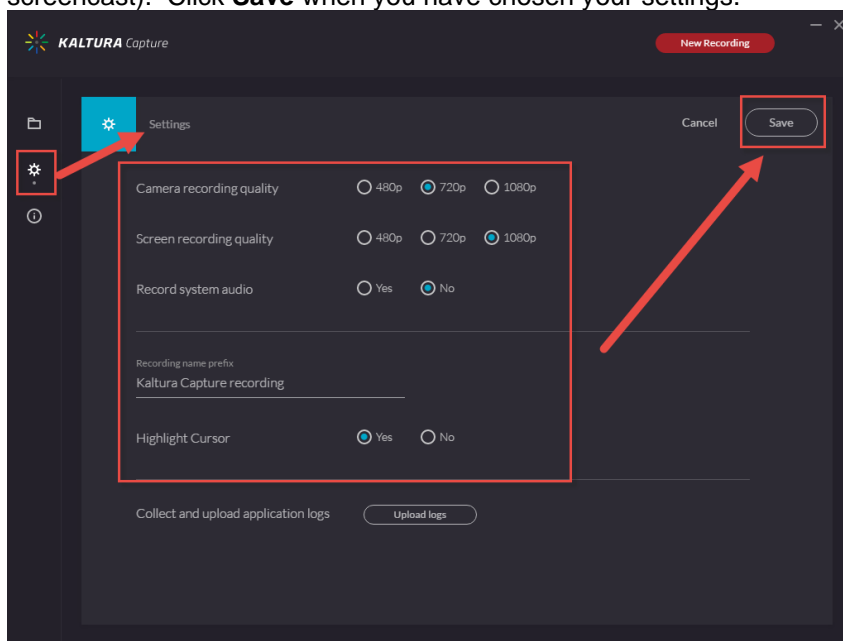 screencast). Click Save when you have chosen your settings.
KALTURA Capture
New Recording
Settings
Cancel
Save
Camera recording quality 480p 720p 1080p
Screen recording quality 480p 720p 1080p
Record system audio Yes No
Recording name prefix
Kaltura Capture recording
Highlight Cursor Yes No
Collect and upload application logs Upload logs